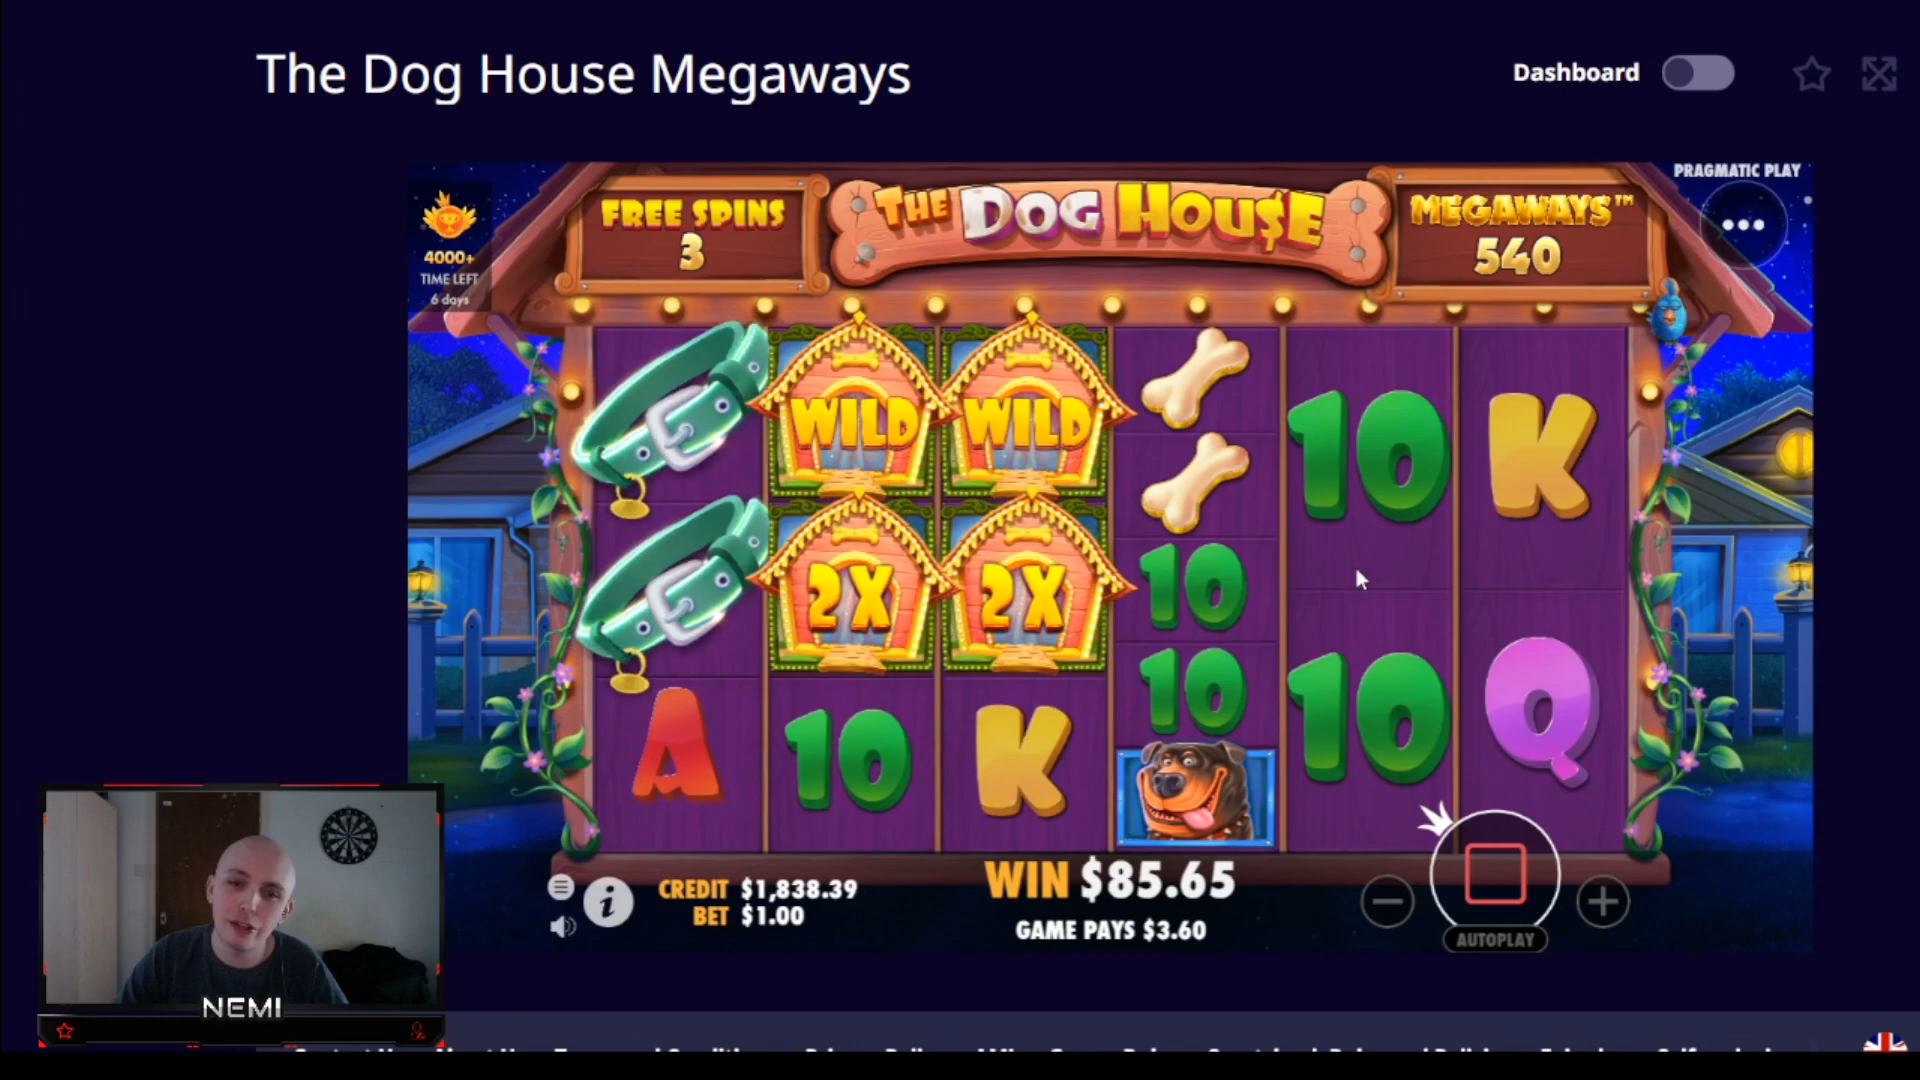 The Dog House Megaways
Dashboard
PRAGMATIC PLAY
4000+
TIME LEFT
6 days
FREE SPINS
3
THE DOG HOU$E
MEGAWAYS™
540
WILD WILD
10 K
2X 2X
10
10
A 10 K 10 Q
CREDIT $1,838.39
BET $1.00
WIN $85.65
GAME PAYS $3.60
AUTOPLAY
NEMI